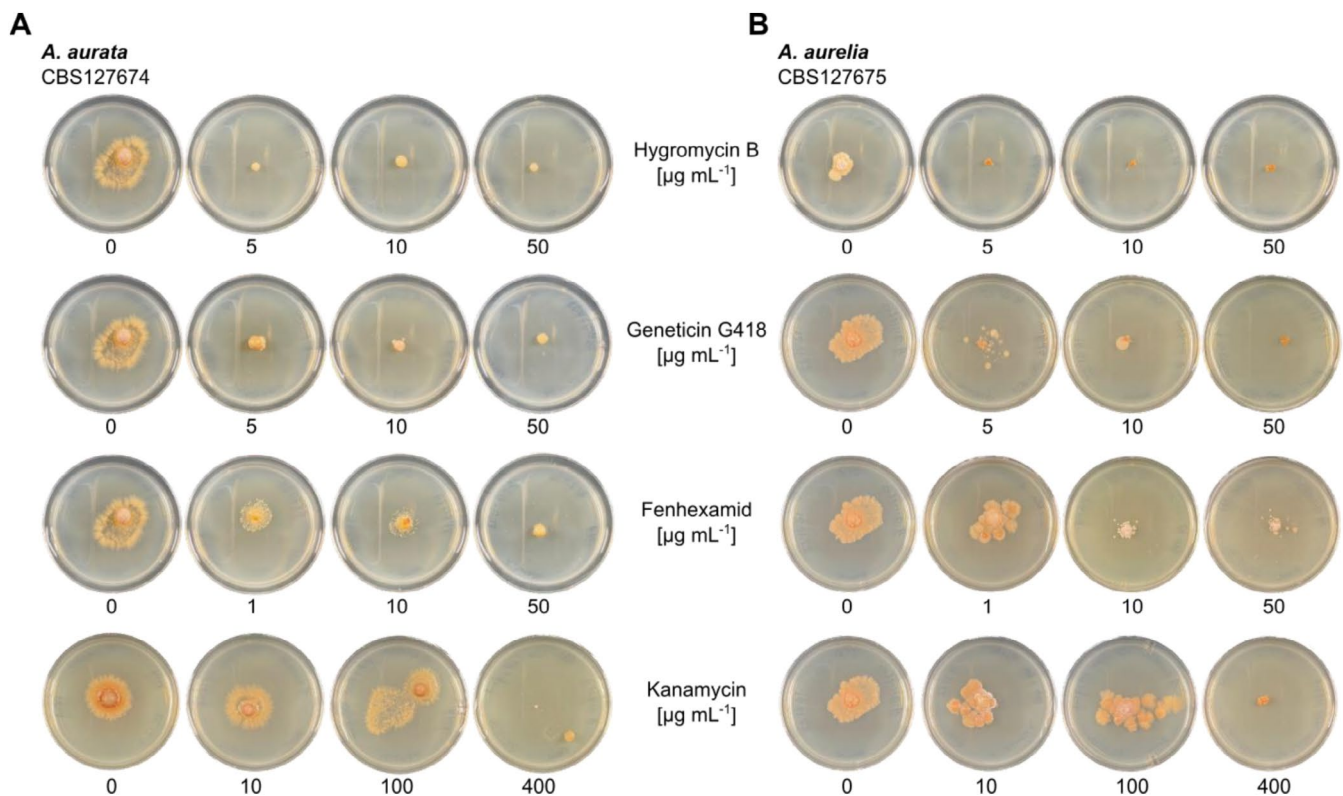 A
B
A. aurata
CBS127674
A. aurelia
CBS127675
Hygromycin B
[µg mL⁻¹]
0 5 10 50
0 5 10 50
Geneticin G418
[µg mL⁻¹]
0 5 10 50
0 5 10 50
Fenhexamid
[µg mL⁻¹]
0 1 10 50
0 1 10 50
Kanamycin
[µg mL⁻¹]
0 10 100 400
0 10 100 400